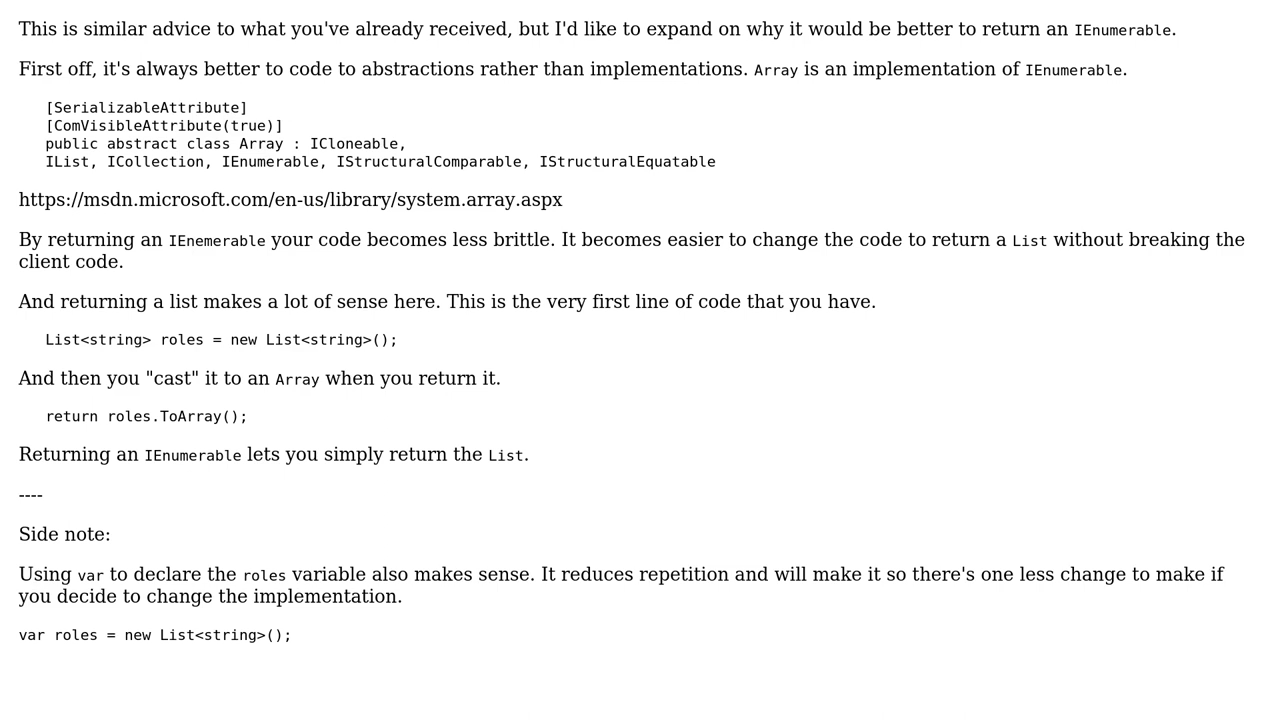 This is similar advice to what you've already received, but I'd like to expand on why it would be better to return an IEnumerable.
First off, it's always better to code to abstractions rather than implementations. Array is an implementation of IEnumerable.
[SerializableAttribute]
[ComVisibleAttribute(true)]
public abstract class Array : ICloneable,
IList, ICollection, IEnumerable, IStructuralComparable, IStructuralEquatable
https://msdn.microsoft.com/en-us/library/system.array.aspx
By returning an IEnemerable your code becomes less brittle. It becomes easier to change the code to return a List without breaking the
client code.
And returning a list makes a lot of sense here. This is the very first line of code that you have.
List<string> roles = new List<string>();
And then you "cast" it to an Array when you return it.
return roles.ToArray();
Returning an IEnumerable lets you simply return the List.
----
Side note:
Using var to declare the roles variable also makes sense. It reduces repetition and will make it so there's one less change to make if
you decide to change the implementation.
var roles = new List<string>();